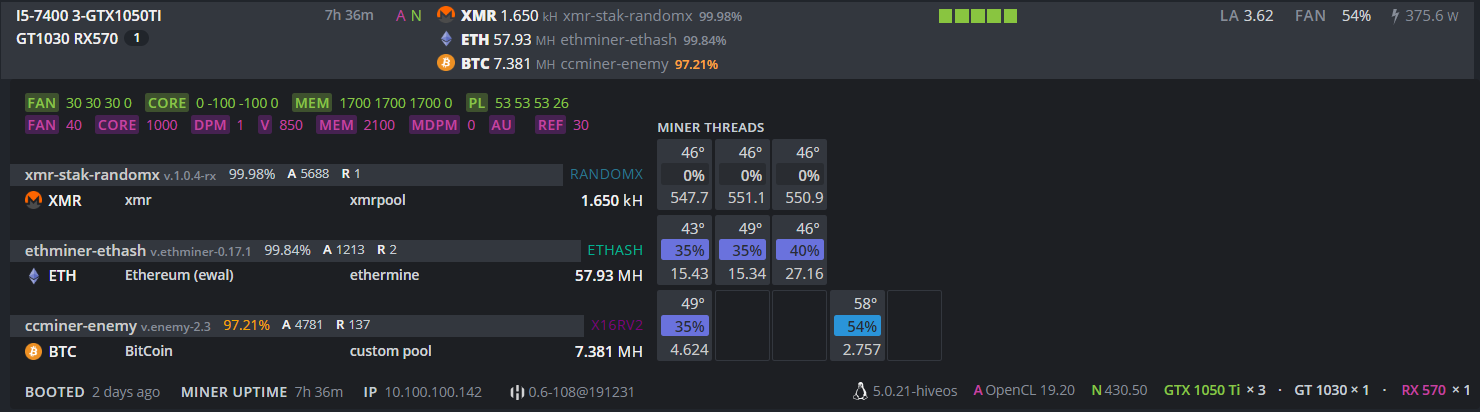 I5-7400 3-GTX1050TI 7h 36m A N XMR 1.650 kH xmr-stak-randomx 99.98% LA 3.62 FAN 54% 375.6 W
GT1030 RX570 1 ETH 57.93 MH ethminer-ethash 99.84%
BTC 7.381 MH ccminer-enemy 97.21%
FAN 30 30 30 0 CORE 0 -100 -100 0 MEM 1700 1700 1700 0 PL 53 53 53 26
FAN 40 CORE 1000 DPM 1 V 850 MEM 2100 MDPM 0 AU REF 30
MINER THREADS
46° 46° 46°
xmr-stak-randomx v.1.0.4-rx 99.98% A 5688 R 1 RANDOMX 0% 0% 0%
XMR xmr xmrpool 1.650 kH 547.7 551.1 550.9
43° 49° 46°
ethminer-ethash v.ethminer-0.17.1 99.84% A 1213 R 2 ETHASH 35% 35% 40%
ETH Ethereum (ewal) ethermine 57.93 MH 15.43 15.34 27.16
49° 58°
ccminer-enemy v.enemy-2.3 97.21% A 4781 R 137 X16RV2 35% 54%
BTC BitCoin custom pool 7.381 MH 4.624 2.757
BOOTED 2 days ago MINER UPTIME 7h 36m IP 10.100.100.142 0.6-108@191231 5.0.21-hiveos A OpenCL 19.20 N 430.50 GTX 1050 Ti × 3 · GT 1030 × 1 · RX 570 × 1